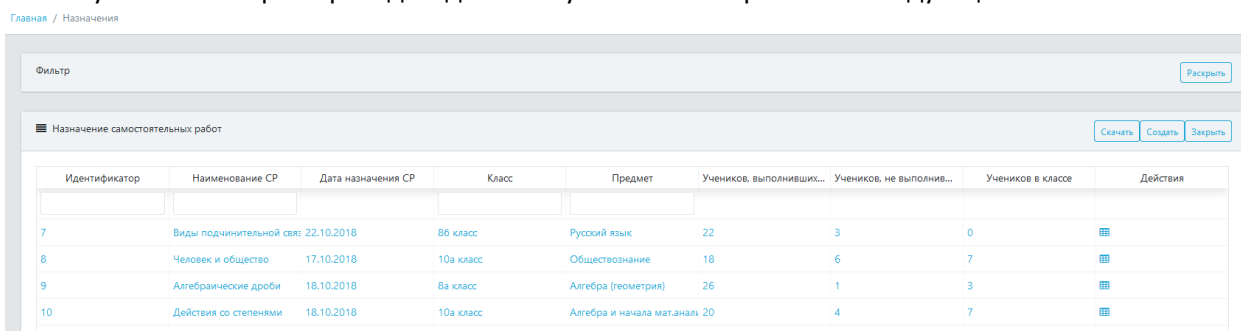 Главная / Назначения
Фильтр Раскрыть
Назначение самостоятельных работ Скачать Создать Закрыть
Идентификатор Наименование СР Дата назначения СР Класс Предмет Учеников, выполнивших... Учеников, не выполнив... Учеников в классе Действия
7 Виды подчинительной связ 22.10.2018 8б класс Русский язык 22 3 0
8 Человек и общество 17.10.2018 10а класс Обществознание 18 6 7
9 Алгебраические дроби 18.10.2018 8а класс Алгебра (геометрия) 26 1 3
10 Действия со степенями 18.10.2018 10а класс Алгебра и начала мат.анали 20 4 7